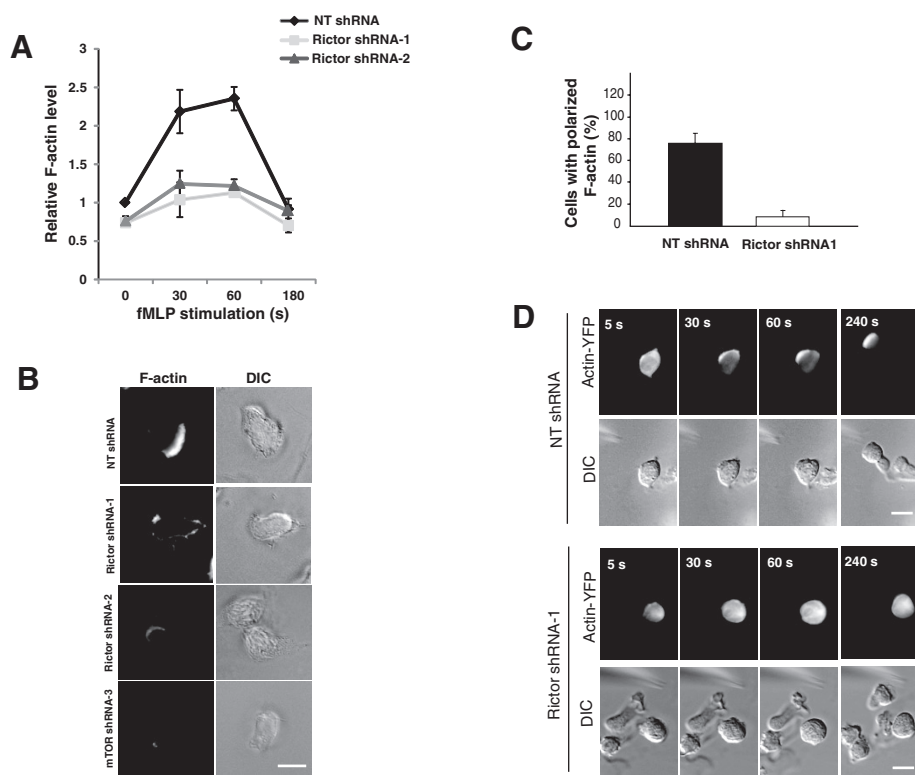 A
NT shRNA
Rictor shRNA-1
Rictor shRNA-2
Relative F-actin level
3
2.5
2
1.5
1
0.5
0
0 30 60 180
fMLP stimulation (s)
B
F-actin DIC
NT shRNA
Rictor shRNA-1
Rictor shRNA-2
mTOR shRNA-3
C
Cells with polarized
F-actin (%)
120
100
80
60
40
20
0
NT shRNA Rictor shRNA1
D
NT shRNA
Actin-YFP
5 s 30 s 60 s 240 s
DIC
Rictor shRNA-1
Actin-YFP
5 s 30 s 60 s 240 s
DIC